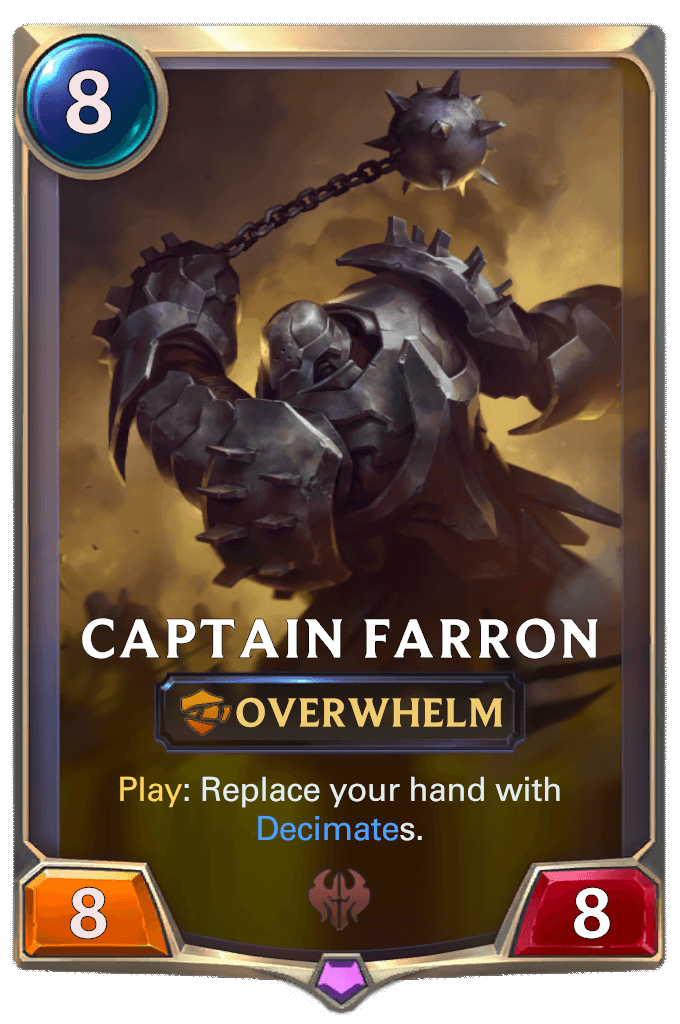 8
CAPTAIN FARRON
OVERWHELM
Play: Replace your hand with
Decimates.
8 8